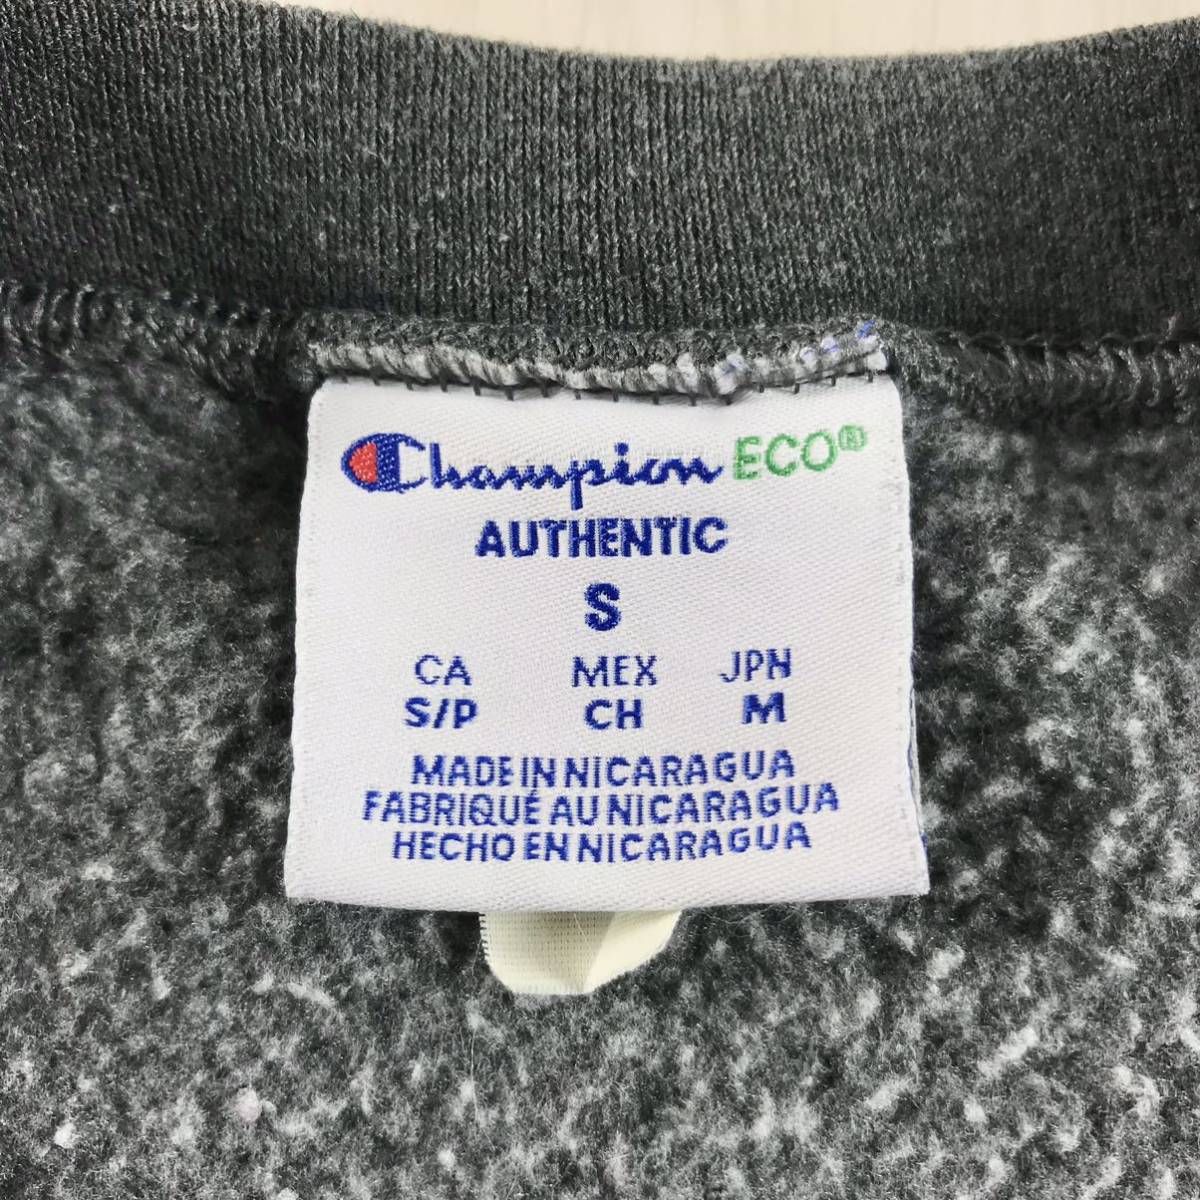 Champion ECO®
AUTHENTIC
S
CA MEX JPN
S/P CH M
MADE IN NICARAGUA
FABRIQUÉ AU NICARAGUA
HECHO EN NICARAGUA